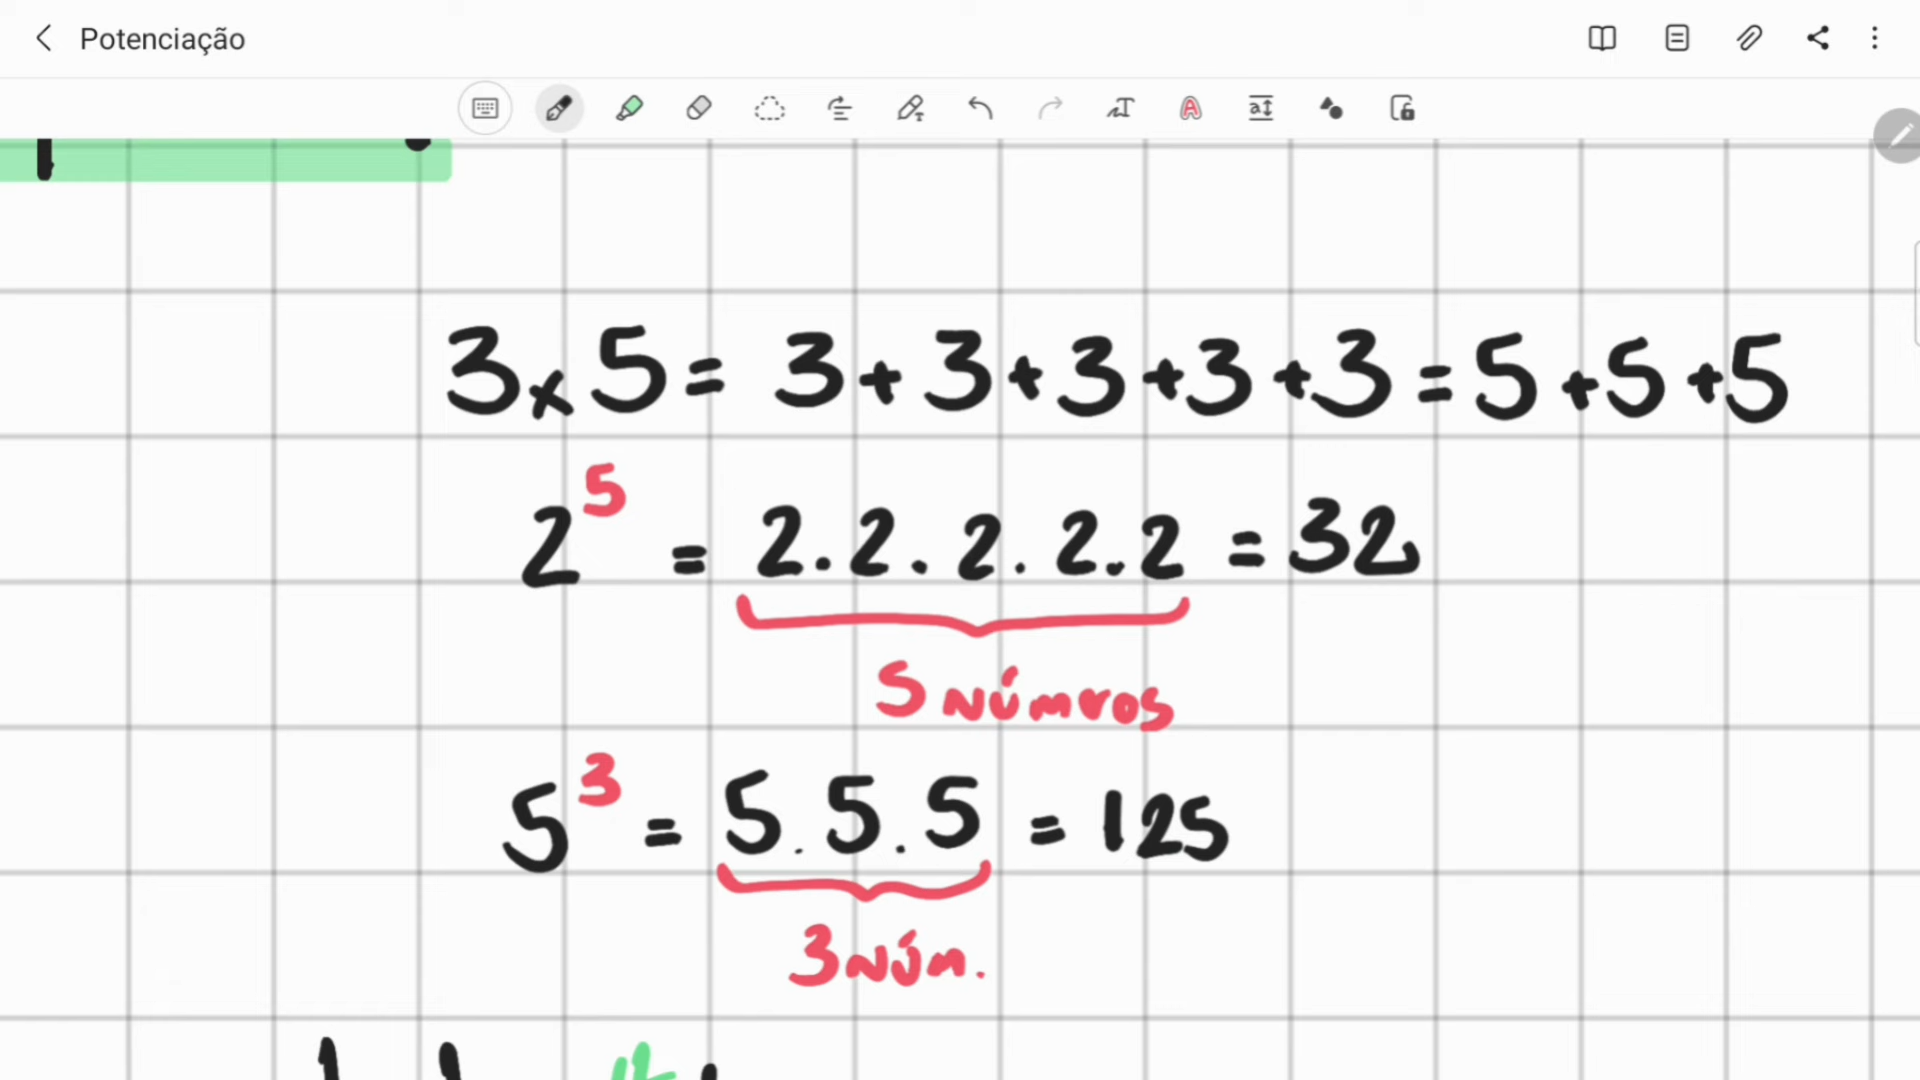 Potenciação
3x5= 3+3+3+3+3=5+5+5
2⁵ = 2.2.2.2.2 = 32
5 Númros
5³ = 5.5.5 = 125
3 Núm.